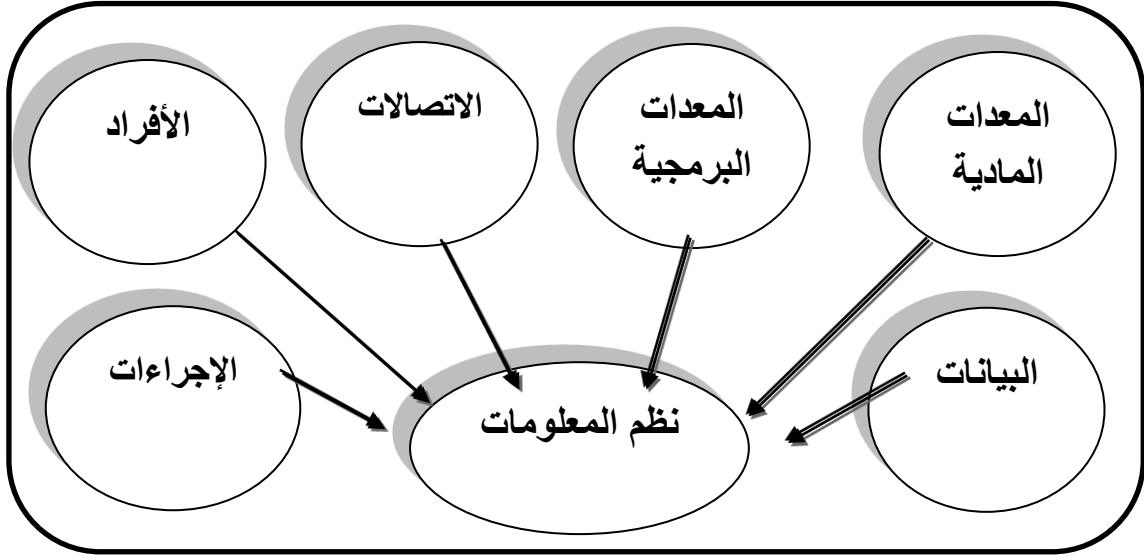 المعدات
المادية
المعدات
البرمجية
الاتصالات
الأفراد
البيانات
الإجراءات
نظم المعلومات